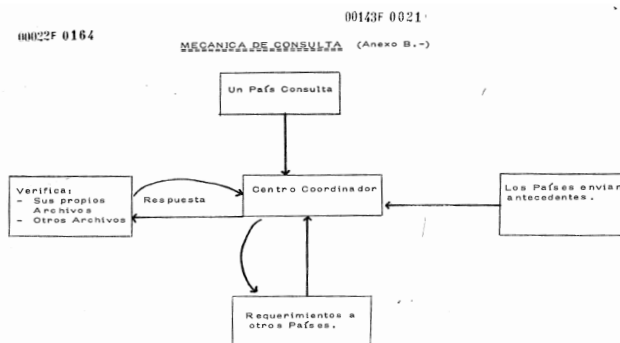 00143F 0021
00022F 0164
MECANICA DE CONSULTA (Anexo B.-)
Un País Consulta
Verifica:
- Sus propios
Archivos
- Otros Archivos
Respuesta
Centro Coordinador
Los Países envian
antecedentes.
Requerimientos a
otros Países.